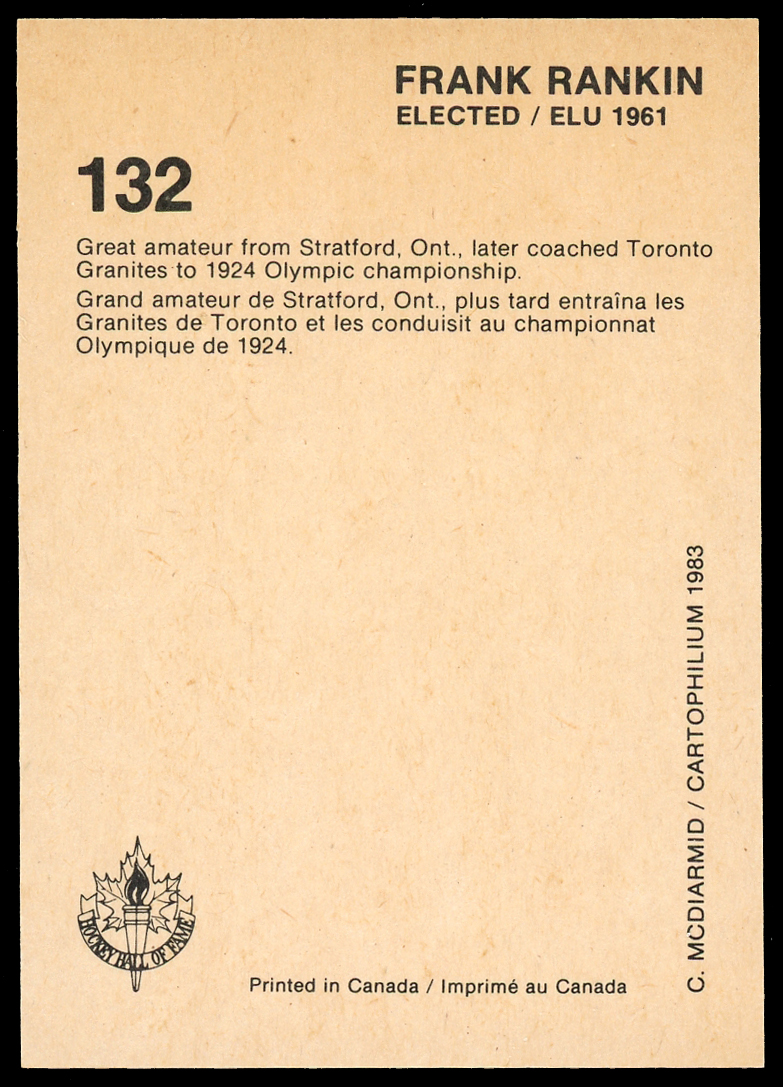 FRANK RANKIN
ELECTED / ELU 1961
132
Great amateur from Stratford, Ont., later coached Toronto
Granites to 1924 Olympic championship.
Grand amateur de Stratford, Ont., plus tard entraîna les
Granites de Toronto et les conduisit au championnat
Olympique de 1924.
C. MCDIARMID / CARTOPHILIUM 1983
HOCKEY HALL OF FAME
Printed in Canada / Imprimé au Canada